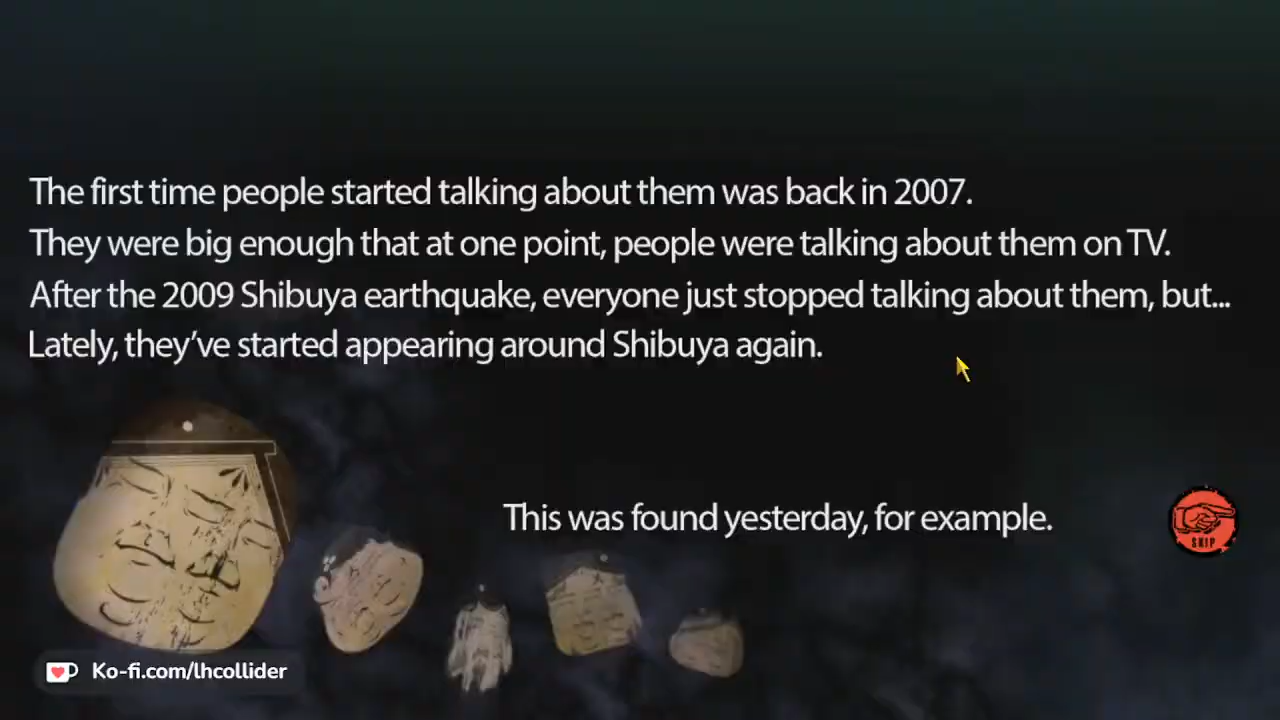 The first time people started talking about them was back in 2007.
They were big enough that at one point, people were talking about them on TV.
After the 2009 Shibuya earthquake, everyone just stopped talking about them, but...
Lately, they've started appearing around Shibuya again.
This was found yesterday, for example.
SKIP
Ko-fi.com/lhcollider